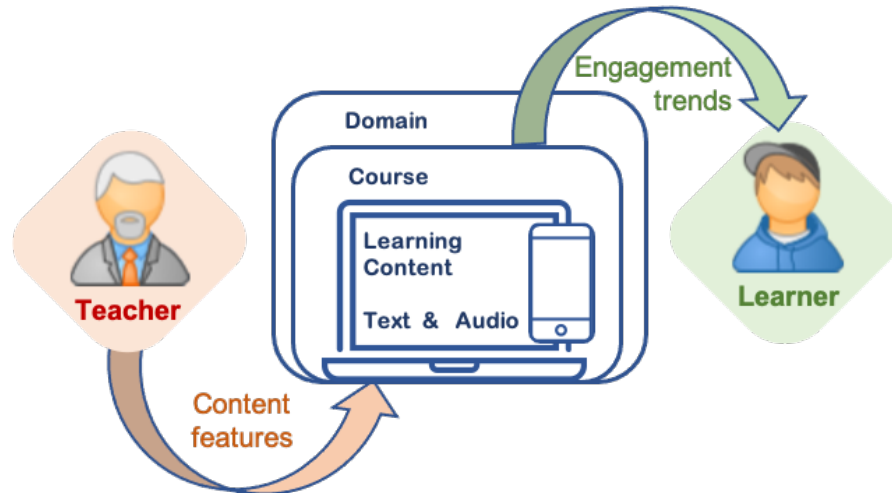 Engagement
trends
Domain
Course
Learning
Content
Text & Audio
Teacher
Learner
Content
features